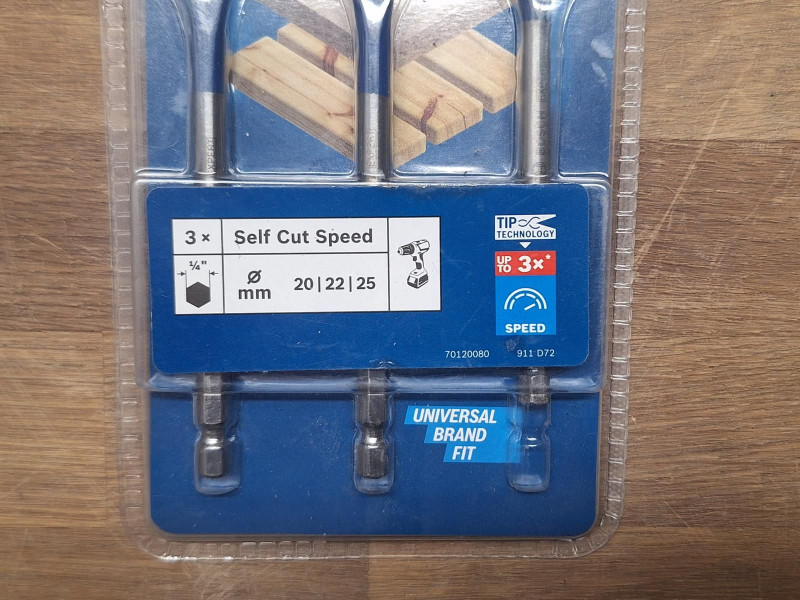 3 × Self Cut Speed
1/4"
Ø
mm
20|22|25
TIP
TECHNOLOGY
UP TO 3×*
SPEED
70120080 911 D72
UNIVERSAL
BRAND
FIT